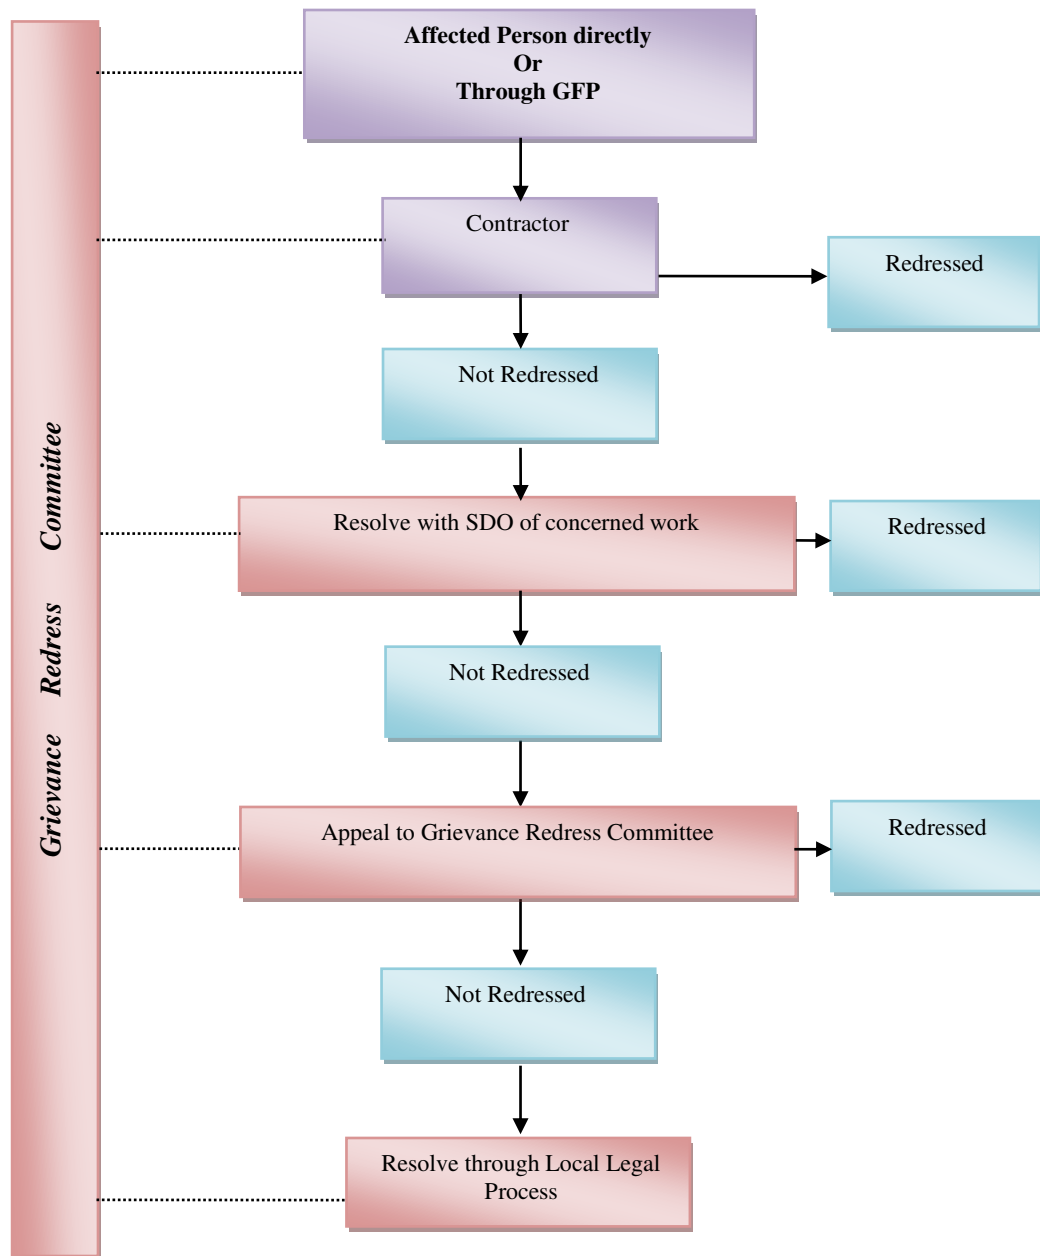 Affected Person directly
Or
Through GFP
Contractor
Redressed
Not Redressed
Resolve with SDO of concerned work
Redressed
Not Redressed
Appeal to Grievance Redress Committee
Redressed
Not Redressed
Resolve through Local Legal
Process
Grievance Redress Committee